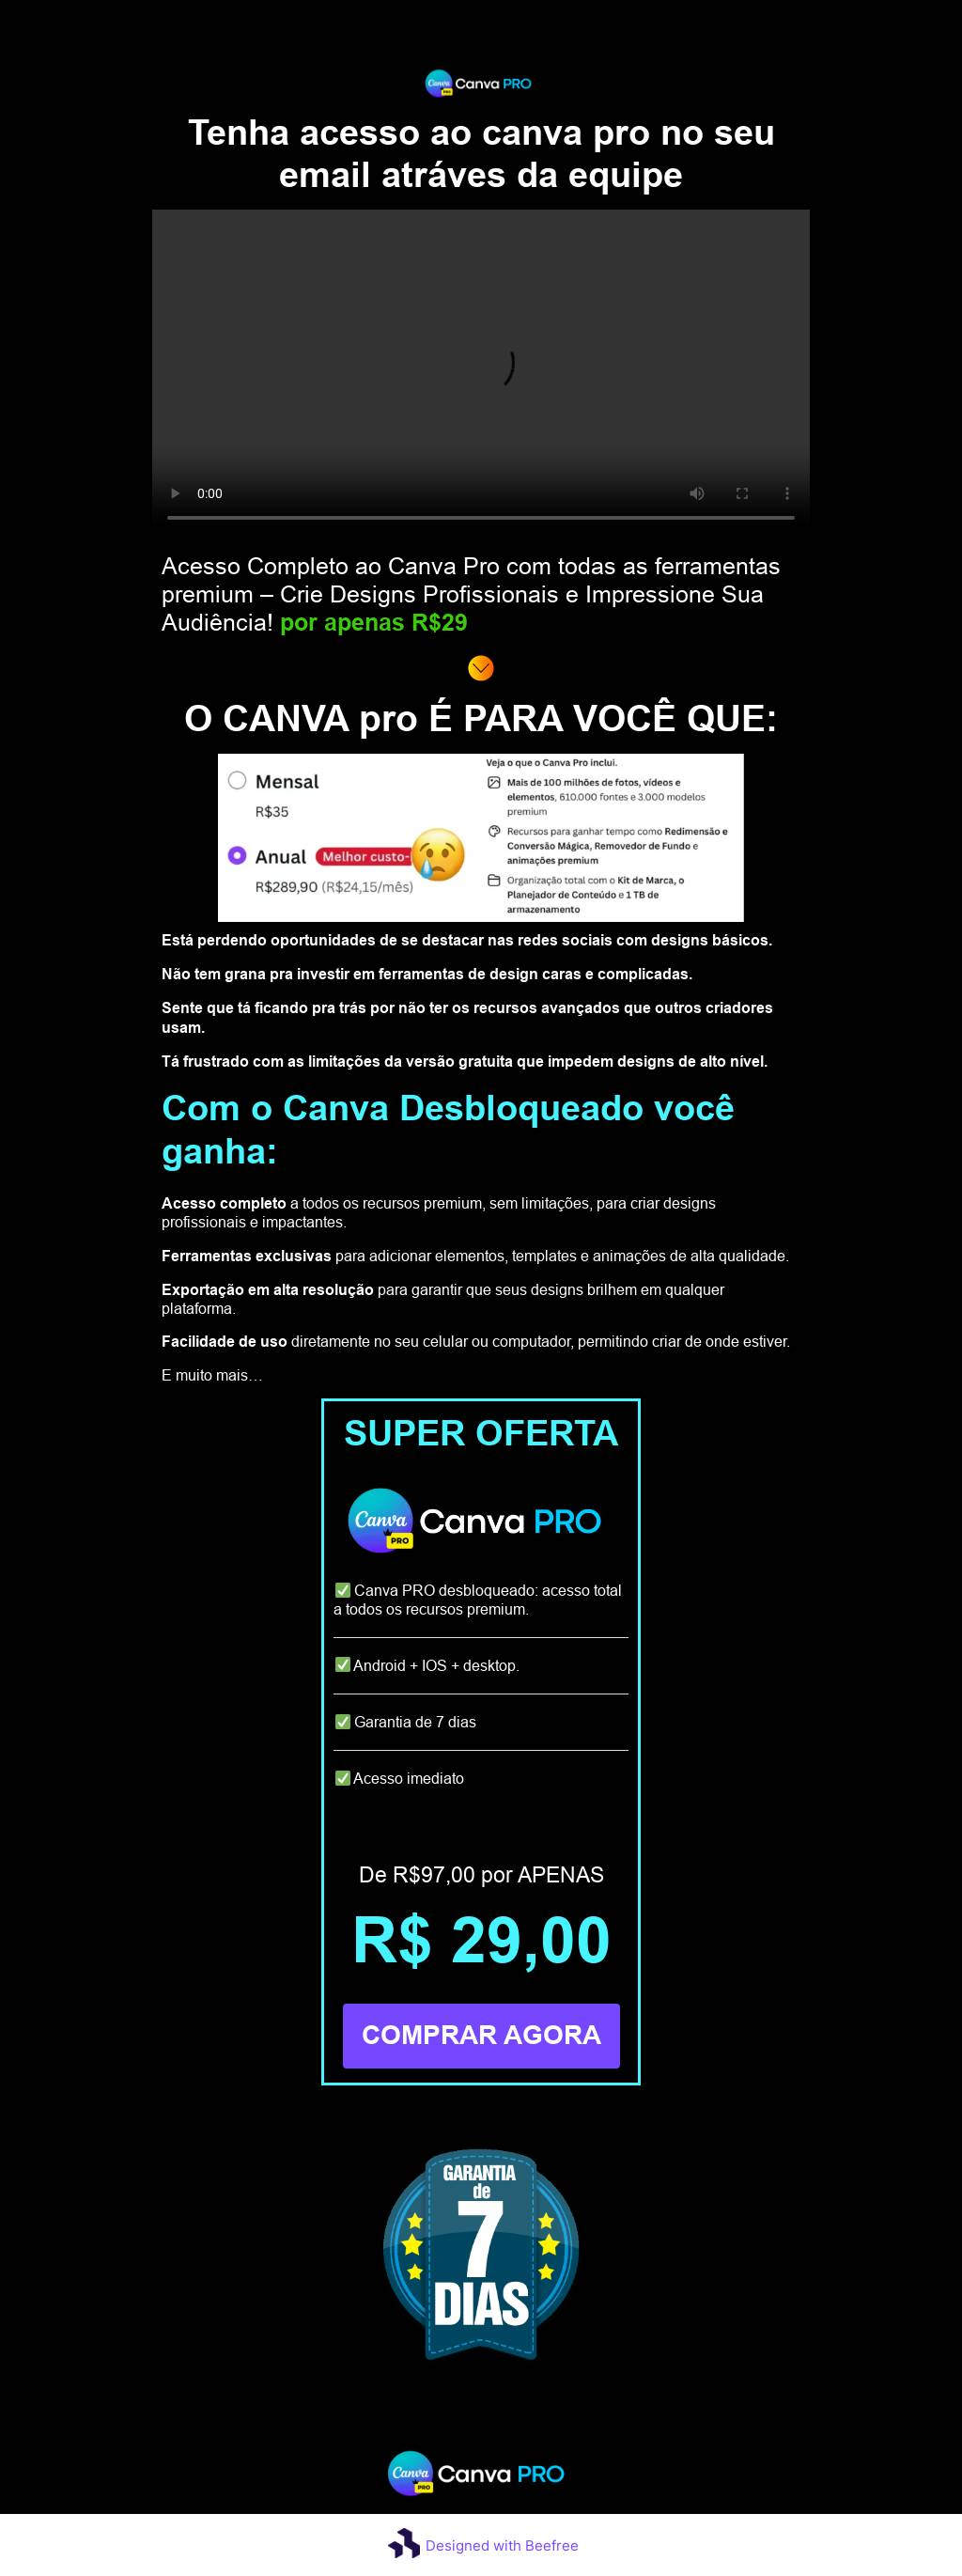 Canva PRO Canva PRO
Tenha acesso ao canva pro no seu
email atráves da equipe
0:00
Acesso Completo ao Canva Pro com todas as ferramentas
premium – Crie Designs Profissionais e Impressione Sua
Audiência! por apenas R$29
O CANVA pro É PARA VOCÊ QUE:
Mensal
R$35
Anual Melhor custo-
R$289,90 (R$24,15/mês)
Veja o que o Canva Pro inclui.
Mais de 100 milhões de fotos, vídeos e
elementos, 610.000 fontes e 3.000 modelos
premium
Recursos para ganhar tempo como Redimensão e
Conversão Mágica, Removedor de Fundo e
animações premium
Organização total com o Kit de Marca, o
Planejador de Conteúdo e 1 TB de
armazenamento
Está perdendo oportunidades de se destacar nas redes sociais com designs básicos.
Não tem grana pra investir em ferramentas de design caras e complicadas.
Sente que tá ficando pra trás por não ter os recursos avançados que outros criadores
usam.
Tá frustrado com as limitações da versão gratuita que impedem designs de alto nível.
Com o Canva Desbloqueado você
ganha:
Acesso completo a todos os recursos premium, sem limitações, para criar designs
profissionais e impactantes.
Ferramentas exclusivas para adicionar elementos, templates e animações de alta qualidade.
Exportação em alta resolução para garantir que seus designs brilhem em qualquer
plataforma.
Facilidade de uso diretamente no seu celular ou computador, permitindo criar de onde estiver.
E muito mais…
SUPER OFERTA
Canva PRO Canva PRO
✅ Canva PRO desbloqueado: acesso total
a todos os recursos premium.
✅ Android + IOS + desktop.
✅ Garantia de 7 dias
✅ Acesso imediato
De R$97,00 por APENAS
R$ 29,00
COMPRAR AGORA
GARANTIA
de
7
DIAS
Canva PRO Canva PRO
Designed with Beefree